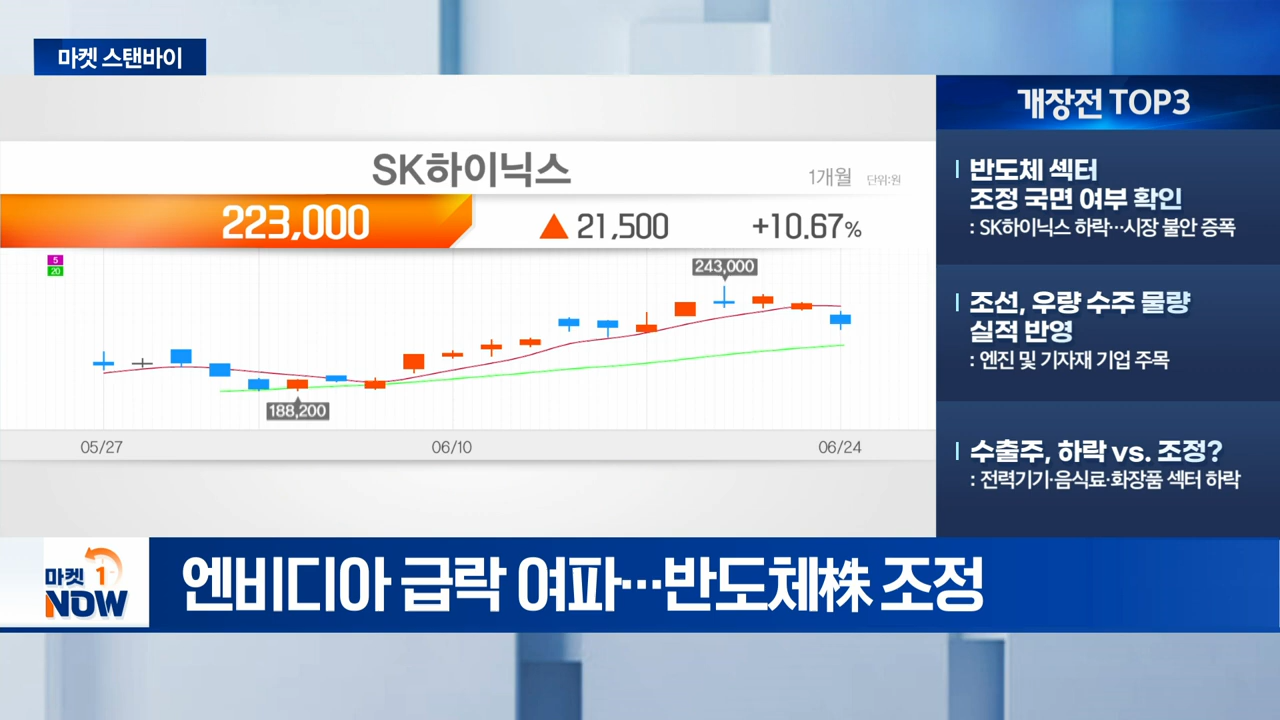 마켓 스탠바이
SK하이닉스
1개월 단위:원
223,000 ▲ 21,500 +10.67%
5
20
243,000
188,200
05/27 06/10 06/24
개장전 TOP3
반도체 섹터
조정 국면 여부 확인
: SK하이닉스 하락…시장 불안 증폭
조선, 우량 수주 물량
실적 반영
: 엔진 및 기자재 기업 주목
수출주, 하락 vs. 조정?
: 전력기기·음식료·화장품 섹터 하락
마켓 1
NOW
엔비디아 급락 여파…반도체株 조정